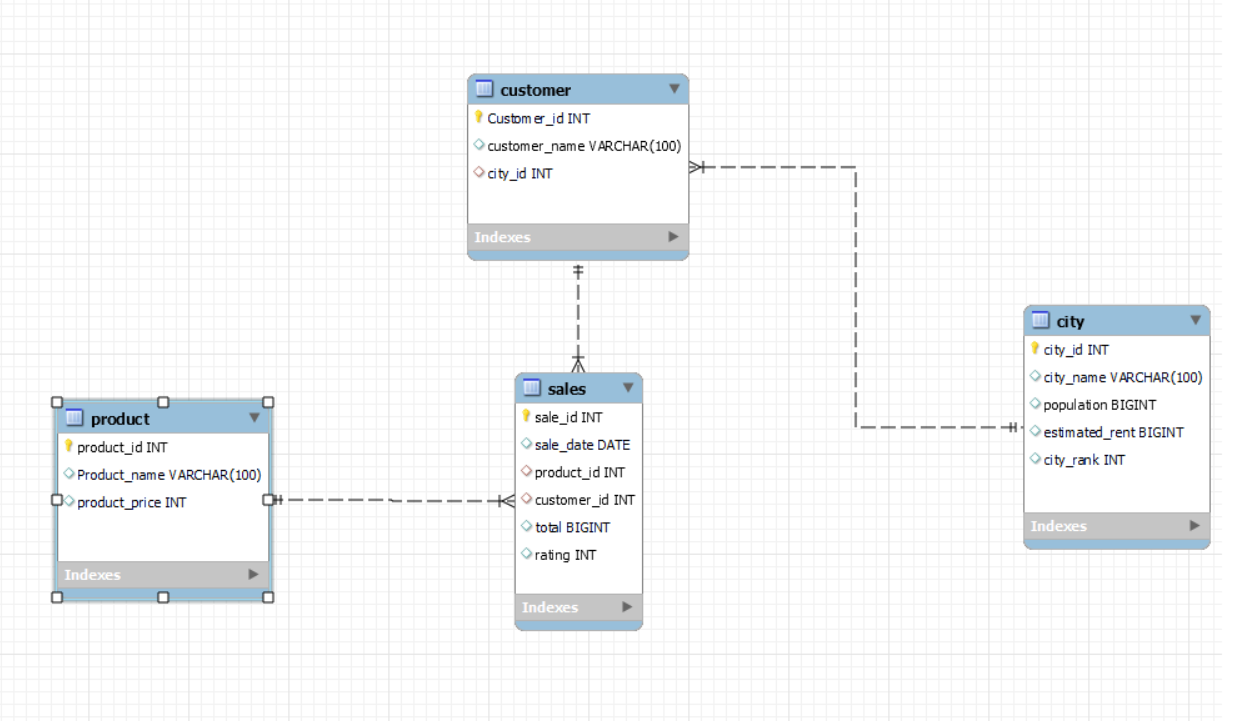 customer
Customer_id INT
customer_name VARCHAR(100)
city_id INT
Indexes
city
city_id INT
city_name VARCHAR(100)
population BIGINT
estimated_rent BIGINT
city_rank INT
Indexes
sales
sale_id INT
sale_date DATE
product_id INT
customer_id INT
total BIGINT
rating INT
Indexes
product
product_id INT
Product_name VARCHAR(100)
product_price INT
Indexes